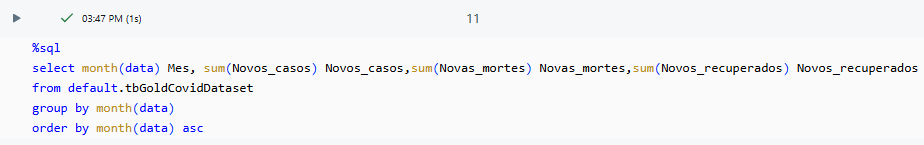 03:47 PM (1s)
11
%sql
select month(data) Mes, sum(Novos_casos) Novos_casos,sum(Novas_mortes) Novas_mortes,sum(Novos_recuperados) Novos_recuperados
from default.tbGoldCovidDataset
group by month(data)
order by month(data) asc